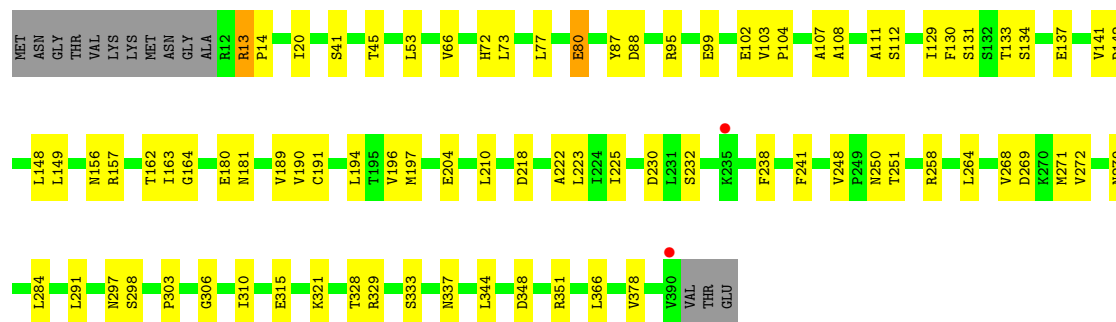 MET ASN GLY THR VAL LYS LYS MET ASN GLY ALA R12 R13 P14 I20 S41 T45 L53 V66 H72 L73 L77 E80 Y87 D88 R95 E99 E102 V103 P104 A107 A108 A111 S112 I129 F130 S131 S132 T133 S134 E137 V141
L148 L149 N156 R157 T162 I163 G164 E180 N181 V189 V190 C191 L194 T195 V196 M197 E204 L210 D218 A222 L223 I224 I225 D230 L231 S232 K235 F238 F241 V248 P249 N250 T251 R258 L264 V268 D269 K270 M271 V272
L284 L291 N297 S298 P303 G306 I310 E315 K321 T328 R329 S333 N337 L344 D348 R351 L366 V378 V390 VAL THR GLU